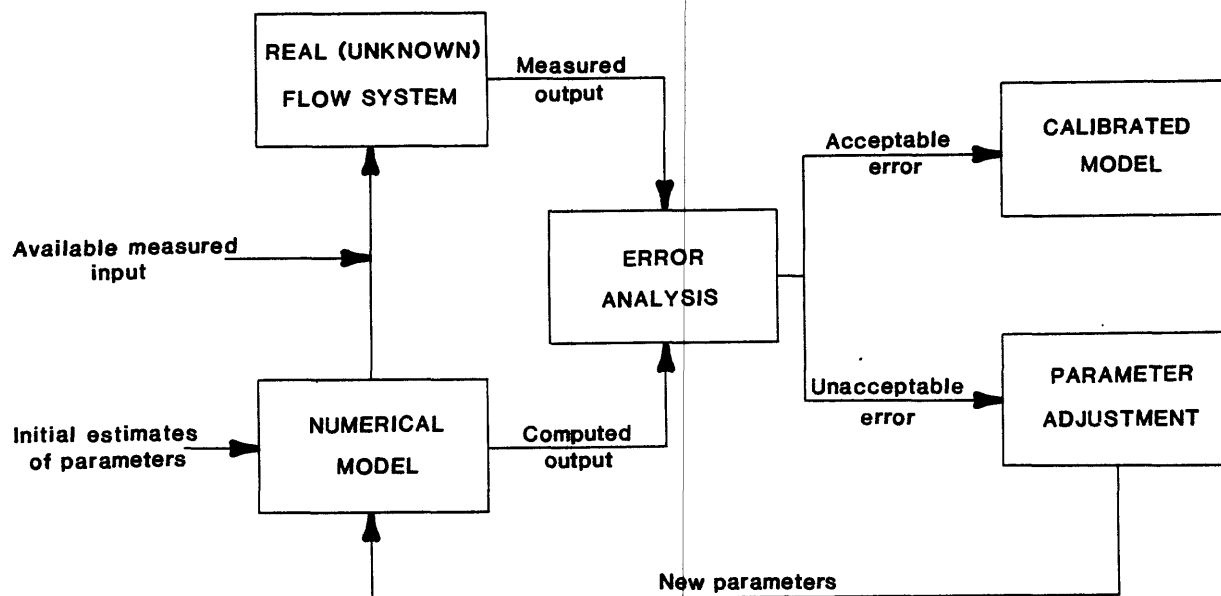 REAL (UNKNOWN)
FLOW SYSTEM
Measured
output
CALIBRATED
MODEL
Acceptable
error
Available measured
input
ERROR
ANALYSIS
NUMERICAL
MODEL
Initial estimates
of parameters
Computed
output
Unacceptable
error
PARAMETER
ADJUSTMENT
New parameters